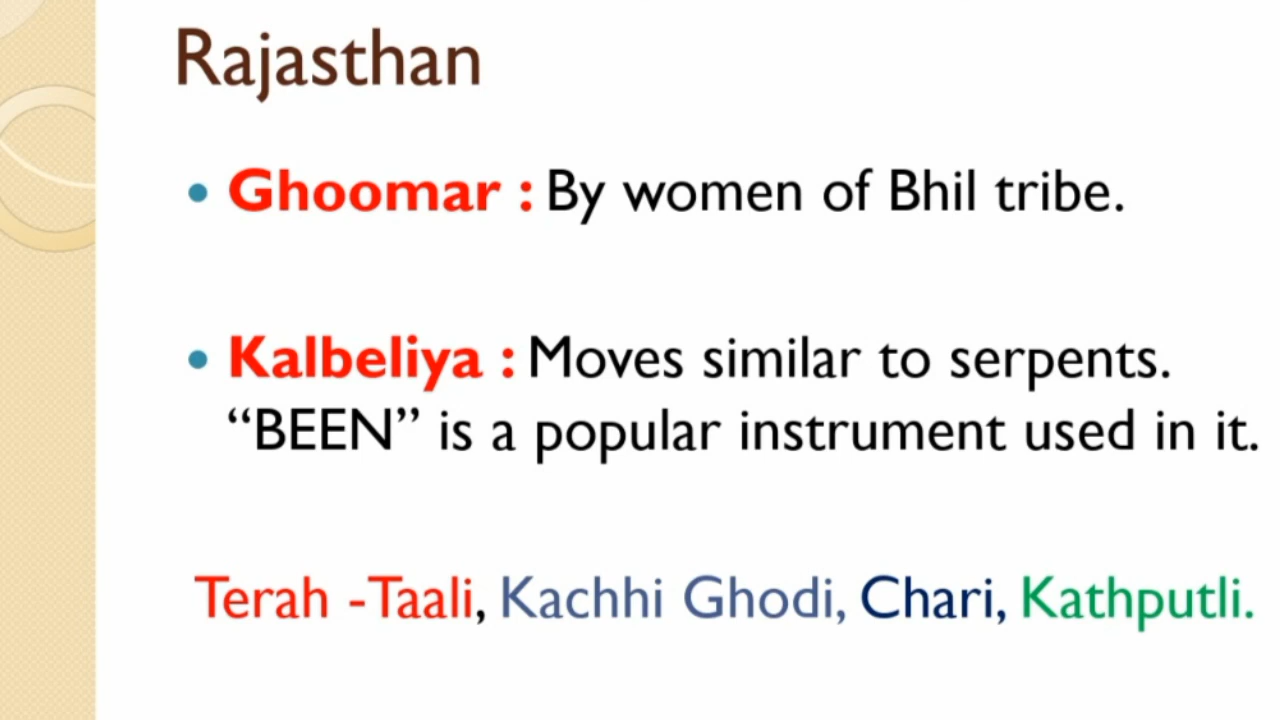 Rajasthan
• Ghoomar : By women of Bhil tribe.
• Kalbeliya : Moves similar to serpents.
“BEEN” is a popular instrument used in it.
Terah -Taali, Kachhi Ghodi, Chari, Kathputli.